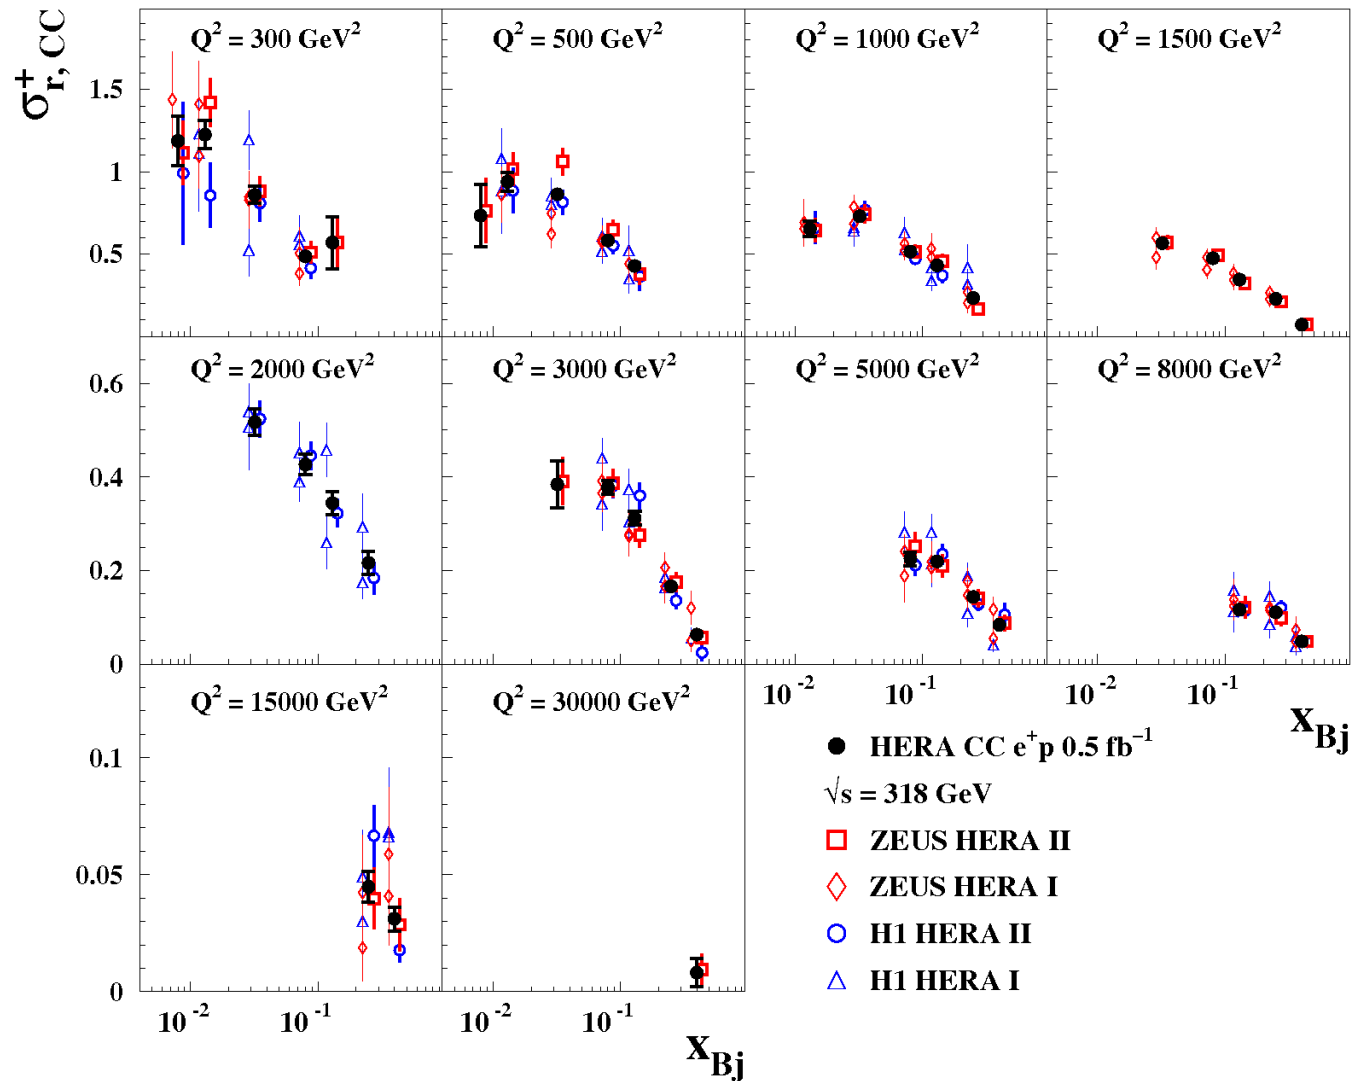 σ⁺r, CC
Q² = 300 GeV²
Q² = 500 GeV²
Q² = 1000 GeV²
Q² = 1500 GeV²
1.5
1
0.5
Q² = 2000 GeV²
Q² = 3000 GeV²
Q² = 5000 GeV²
Q² = 8000 GeV²
0.6
0.4
0.2
0
Q² = 15000 GeV²
Q² = 30000 GeV²
10⁻² 10⁻¹ 10⁻² 10⁻¹
xBj
0.1
0.05
0
HERA CC e⁺p 0.5 fb⁻¹
√s = 318 GeV
ZEUS HERA II
ZEUS HERA I
H1 HERA II
H1 HERA I
10⁻² 10⁻¹ 10⁻² 10⁻¹
xBj